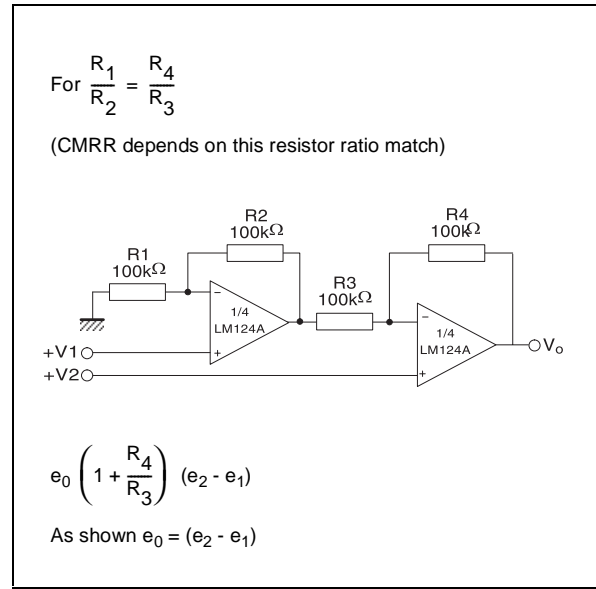 For R1/R2 = R4/R3
(CMRR depends on this resistor ratio match)
R2
100kΩ
R4
100kΩ
R1
100kΩ
R3
100kΩ
−
1/4
LM124A
+
−
1/4
LM124A
+
Vo
+V1
+V2
e0 (1 + R4/R3) (e2 - e1)
As shown e0 = (e2 - e1)